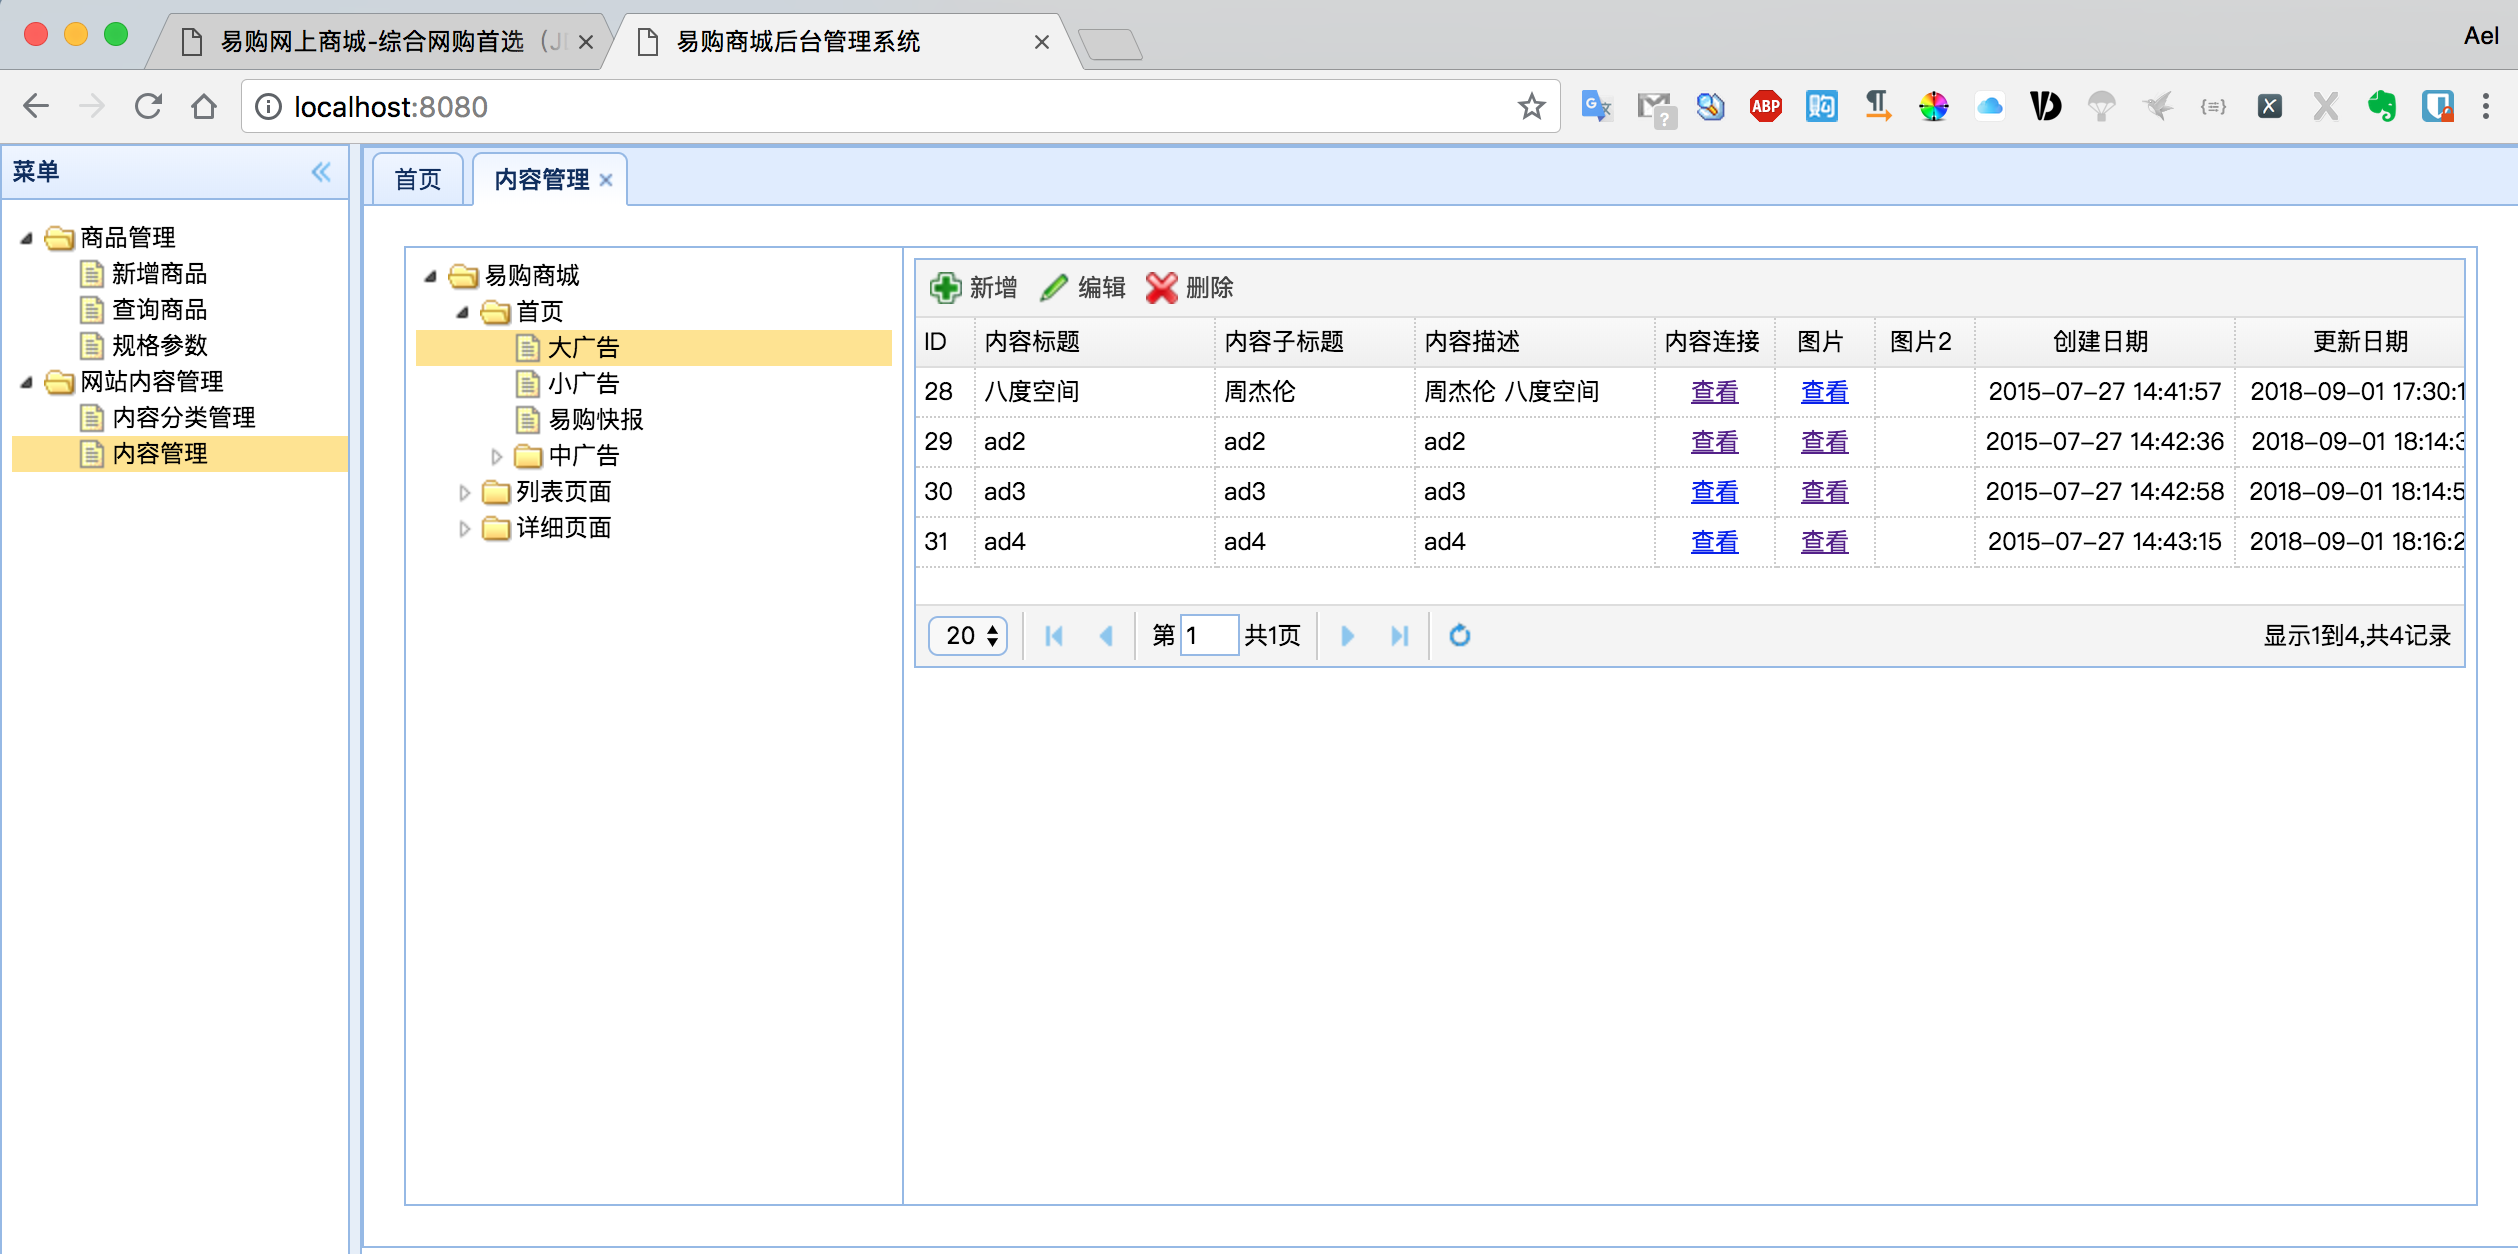 易购网上商城-综合网购首选（J
易购商城后台管理系统
Ael
localhost:8080
菜单
商品管理
新增商品
查询商品
规格参数
网站内容管理
内容分类管理
内容管理
首页 内容管理
易购商城
首页
大广告
小广告
易购快报
中广告
列表页面
详细页面
新增 编辑 删除
ID 内容标题 内容子标题 内容描述 内容连接 图片 图片2 创建日期 更新日期
28 八度空间 周杰伦 周杰伦 八度空间 查看 查看 2015-07-27 14:41:57 2018-09-01 17:30:1
29 ad2 ad2 ad2 查看 查看 2015-07-27 14:42:36 2018-09-01 18:14:3
30 ad3 ad3 ad3 查看 查看 2015-07-27 14:42:58 2018-09-01 18:14:5
31 ad4 ad4 ad4 查看 查看 2015-07-27 14:43:15 2018-09-01 18:16:2
20 第 1 共1页 显示1到4,共4记录
ABP
购